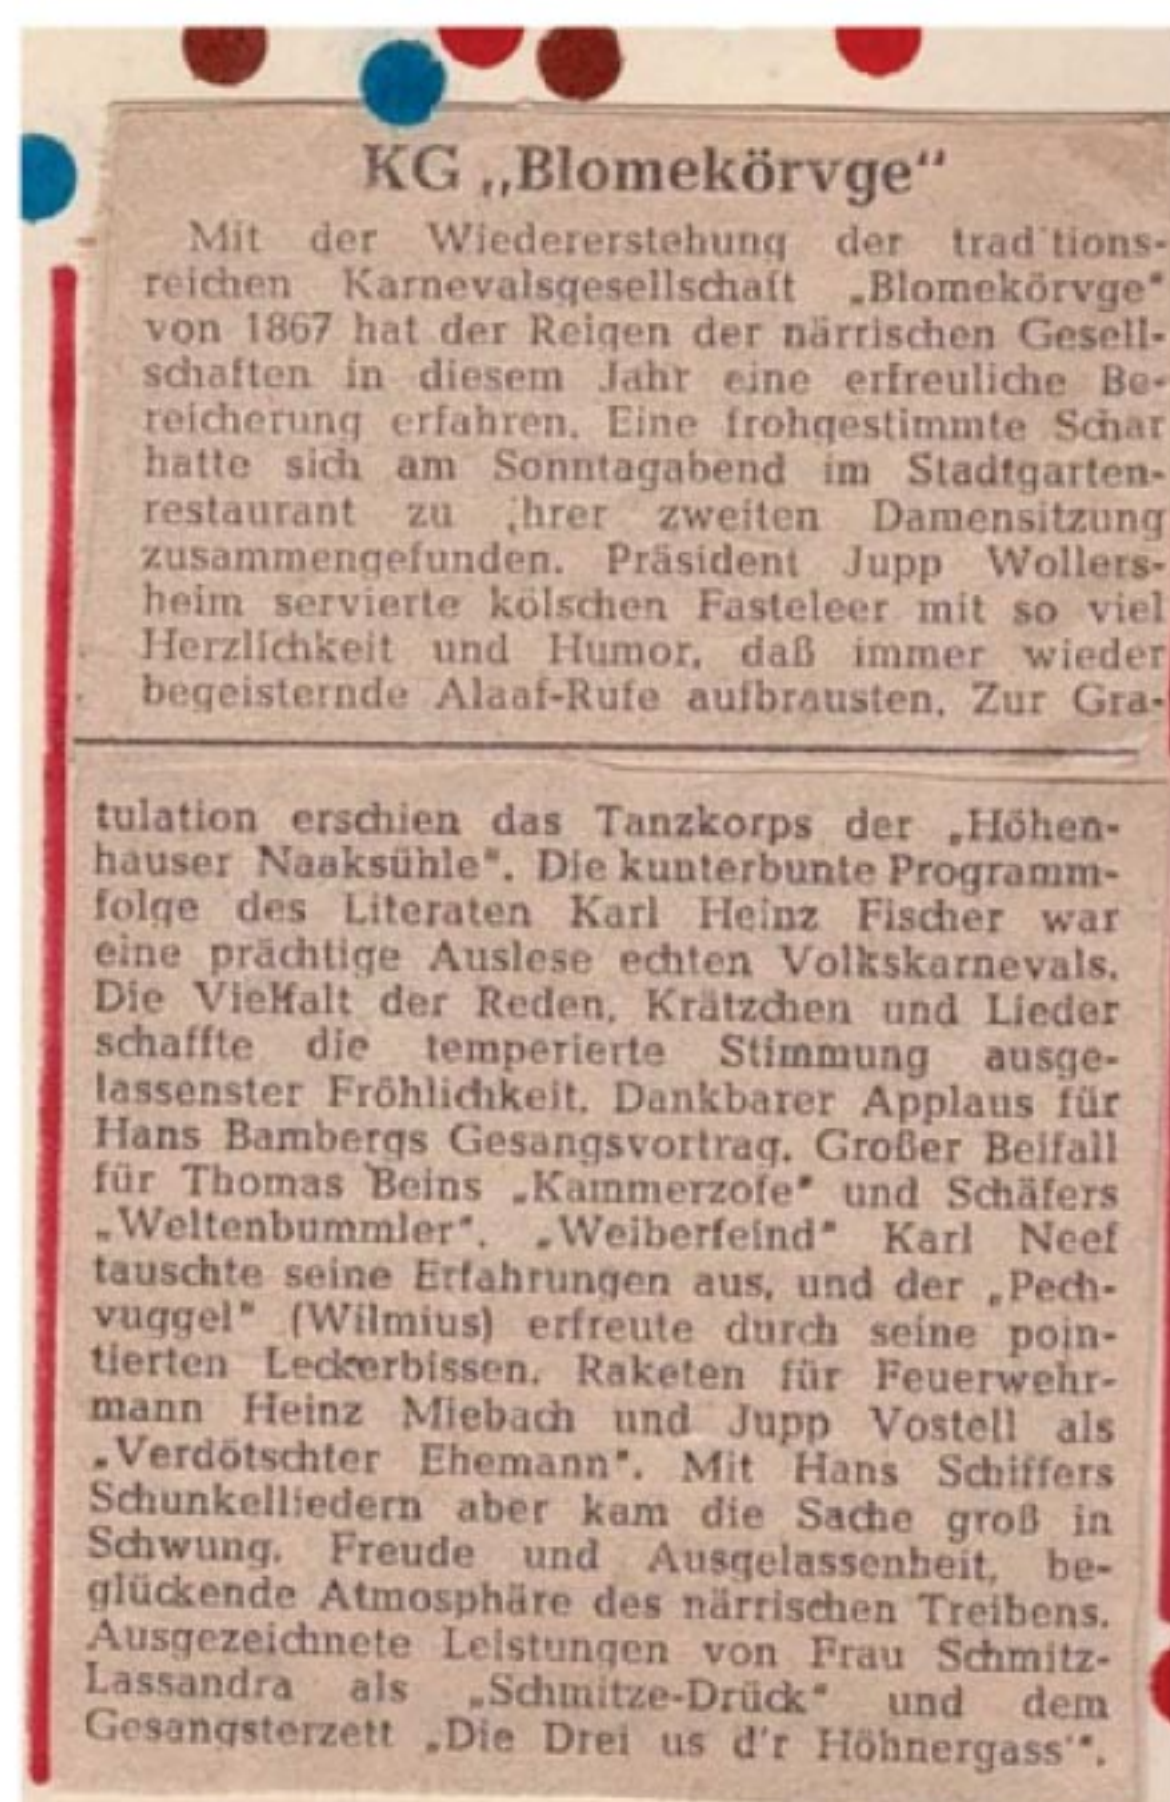 KG „Blomekörvge“
Mit der Wiedererstehung der trad tions-
reichen Karnevalsgesellschaft „Blomekörvge“
von 1867 hat der Reigen der närrischen Gesell-
schaften in diesem Jahr eine erfreuliche Be-
reicherung erfahren. Eine frohgestimmte Schar
hatte sich am Sonntagabend im Stadtgarten-
restaurant zu ihrer zweiten Damensitzung
zusammengefunden. Präsident Jupp Wollers-
heim servierte kölschen Fasteleer mit so viel
Herzlichkeit und Humor, daß immer wieder
begeisternde Alaaf-Rufe aufbrausten. Zur Gra-
tulation erschien das Tanzkorps der „Höhen-
hauser Naaksühle“. Die kunterbunte Programm-
folge des Literaten Karl Heinz Fischer war
eine prächtige Auslese echten Volkskarnevals.
Die Vielfalt der Reden, Krätzchen und Lieder
schaffte die temperierte Stimmung ausge-
lassenster Fröhlichkeit. Dankbarer Applaus für
Hans Bambergs Gesangsvortrag. Großer Beifall
für Thomas Beins „Kammerzofe“ und Schäfers
„Weltenbummler“. „Weiberfeind“ Karl Neef
tauschte seine Erfahrungen aus, und der „Pech-
vuggel“ (Wilmius) erfreute durch seine poin-
tierten Leckerbissen. Raketen für Feuerwehr-
mann Heinz Miebach und Jupp Vostell als
„Verdötschter Ehemann“. Mit Hans Schiffers
Schunkelliedern aber kam die Sache groß in
Schwung. Freude und Ausgelassenheit, be-
glückende Atmosphäre des närrischen Treibens.
Ausgezeichnete Leistungen von Frau Schmitz-
Lassandra als „Schmitze-Drück“ und dem
Gesangsterzett „Die Drei us d'r Höhnergass'“.